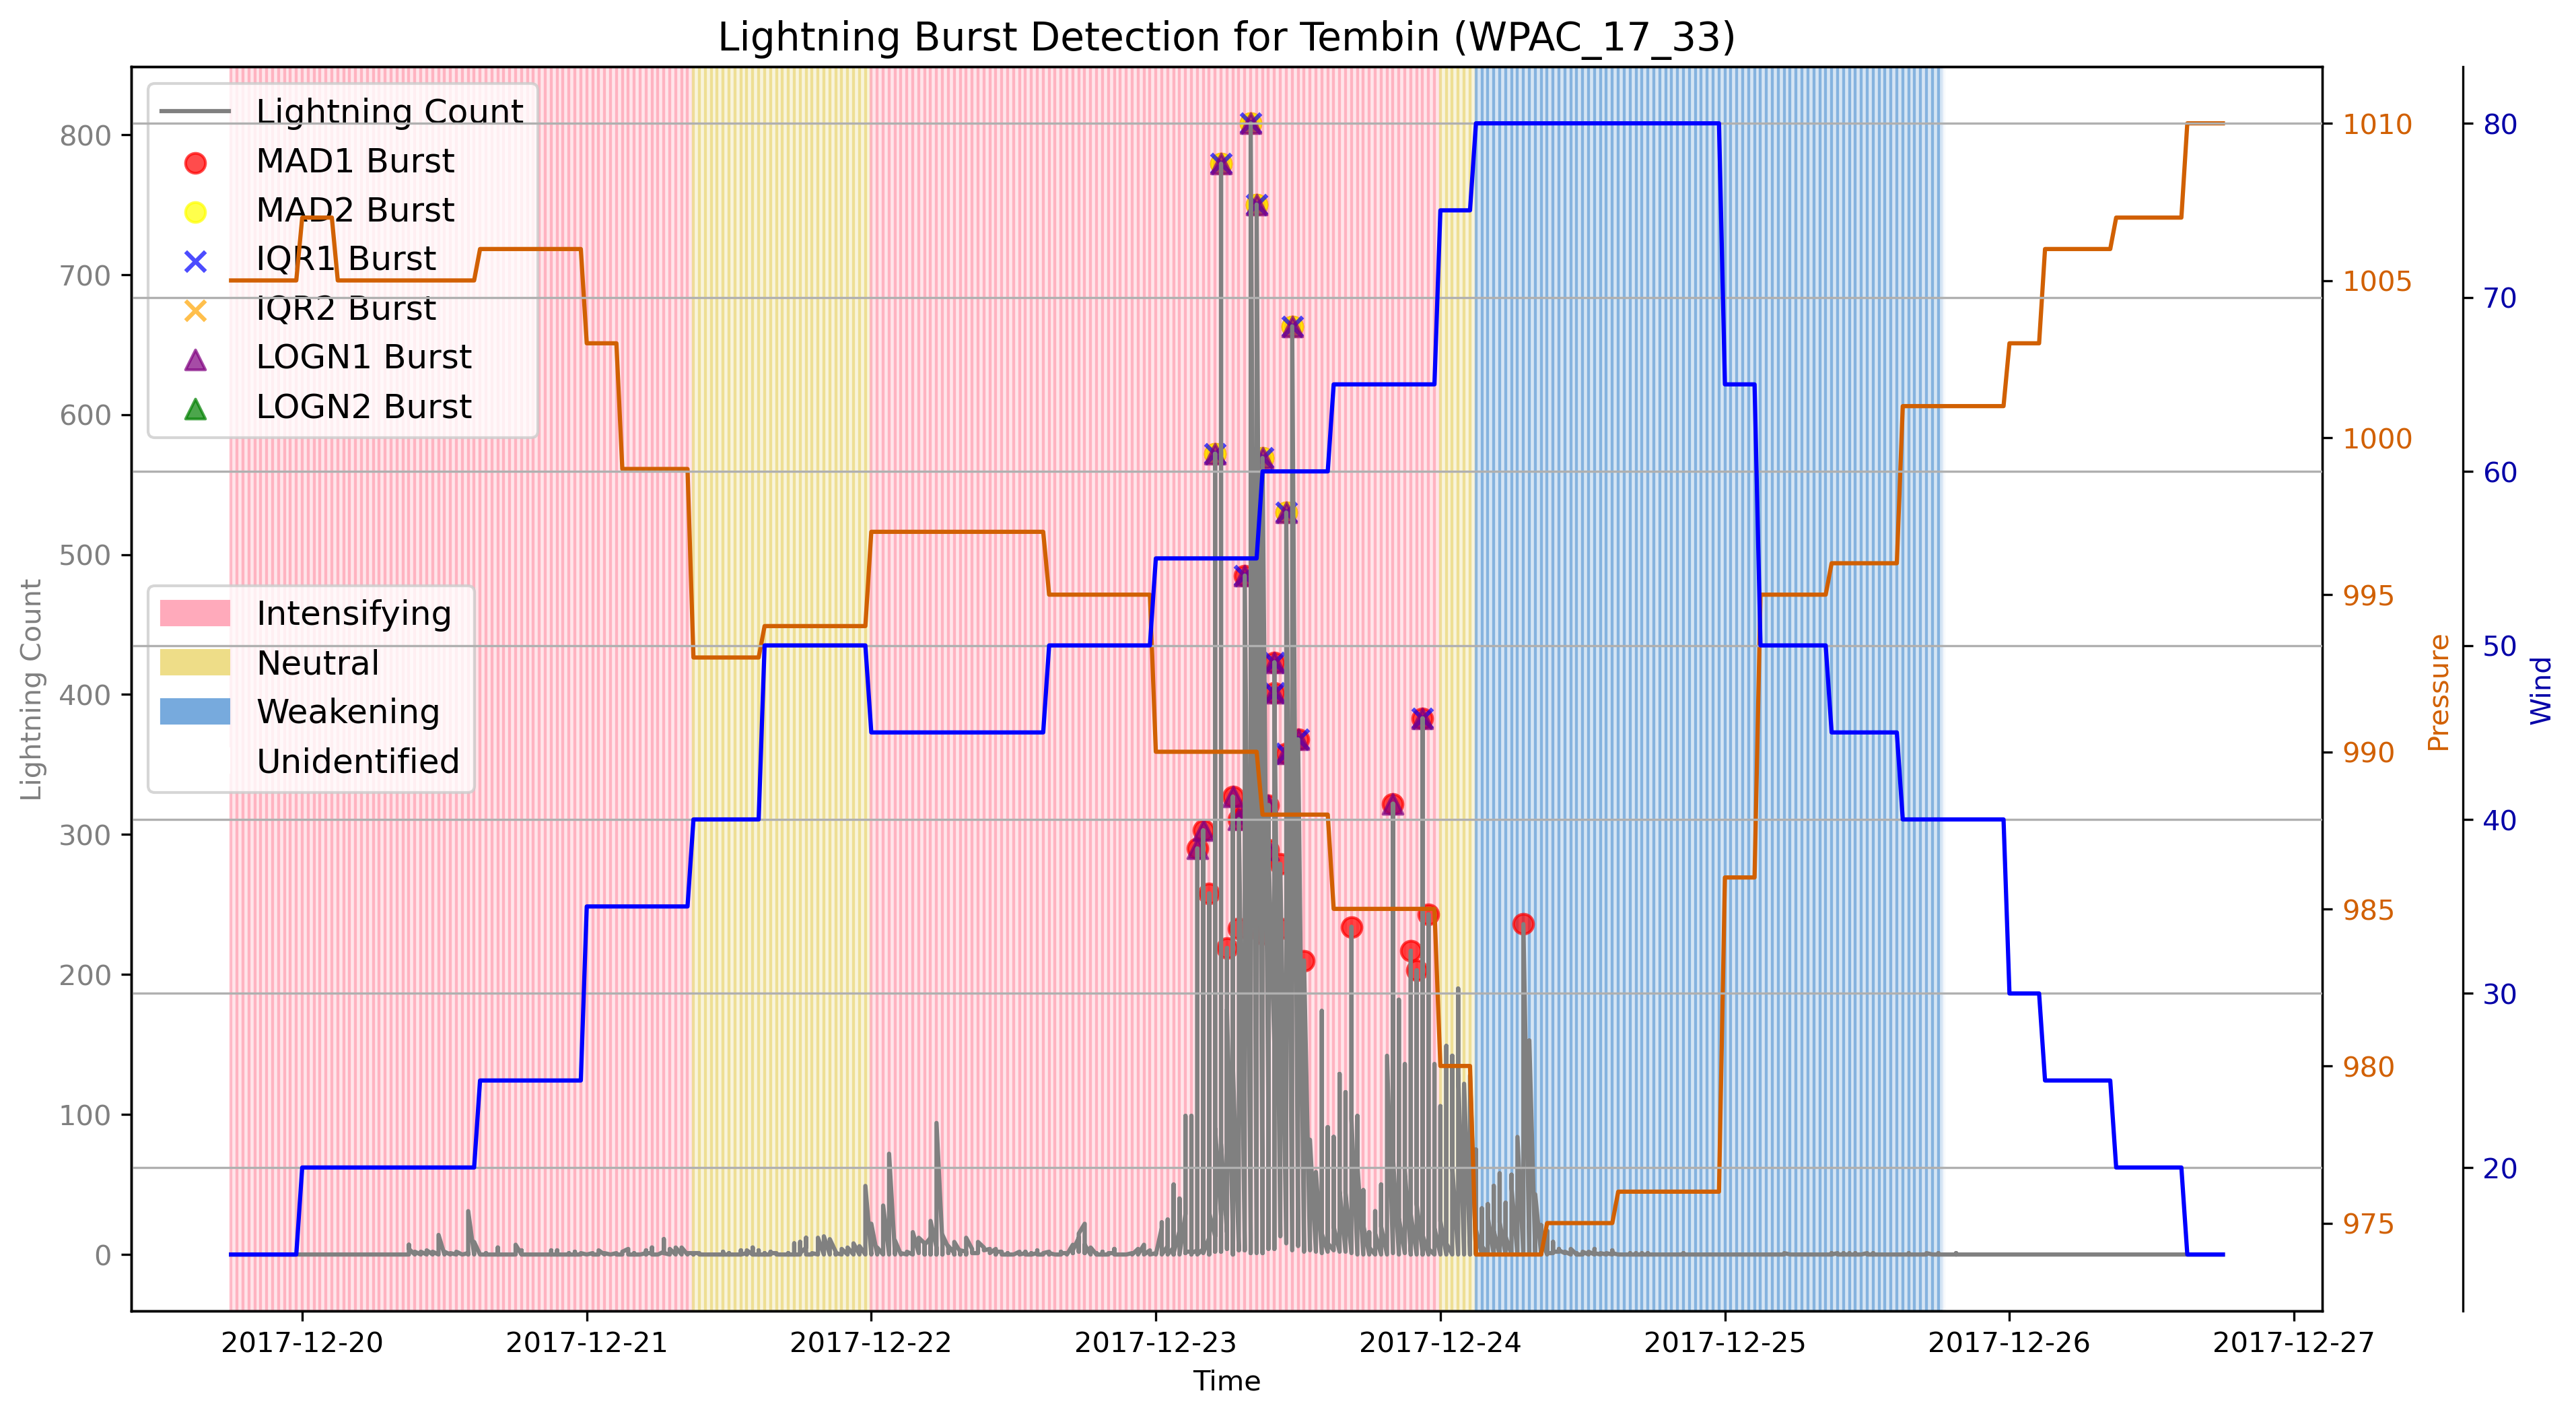 Lightning Burst Detection for Tembin (WPAC_17_33)
Lightning Count
MAD1 Burst
MAD2 Burst
IQR1 Burst
IQR2 Burst
LOGN1 Burst
LOGN2 Burst
Intensifying
Neutral
Weakening
Unidentified
Lightning Count
800
700
600
500
400
300
200
100
0
1010
1005
1000
995
990
985
980
975
Pressure
80
70
60
50
40
30
20
Wind
2017-12-20
2017-12-21
2017-12-22
2017-12-23
2017-12-24
2017-12-25
2017-12-26
2017-12-27
Time